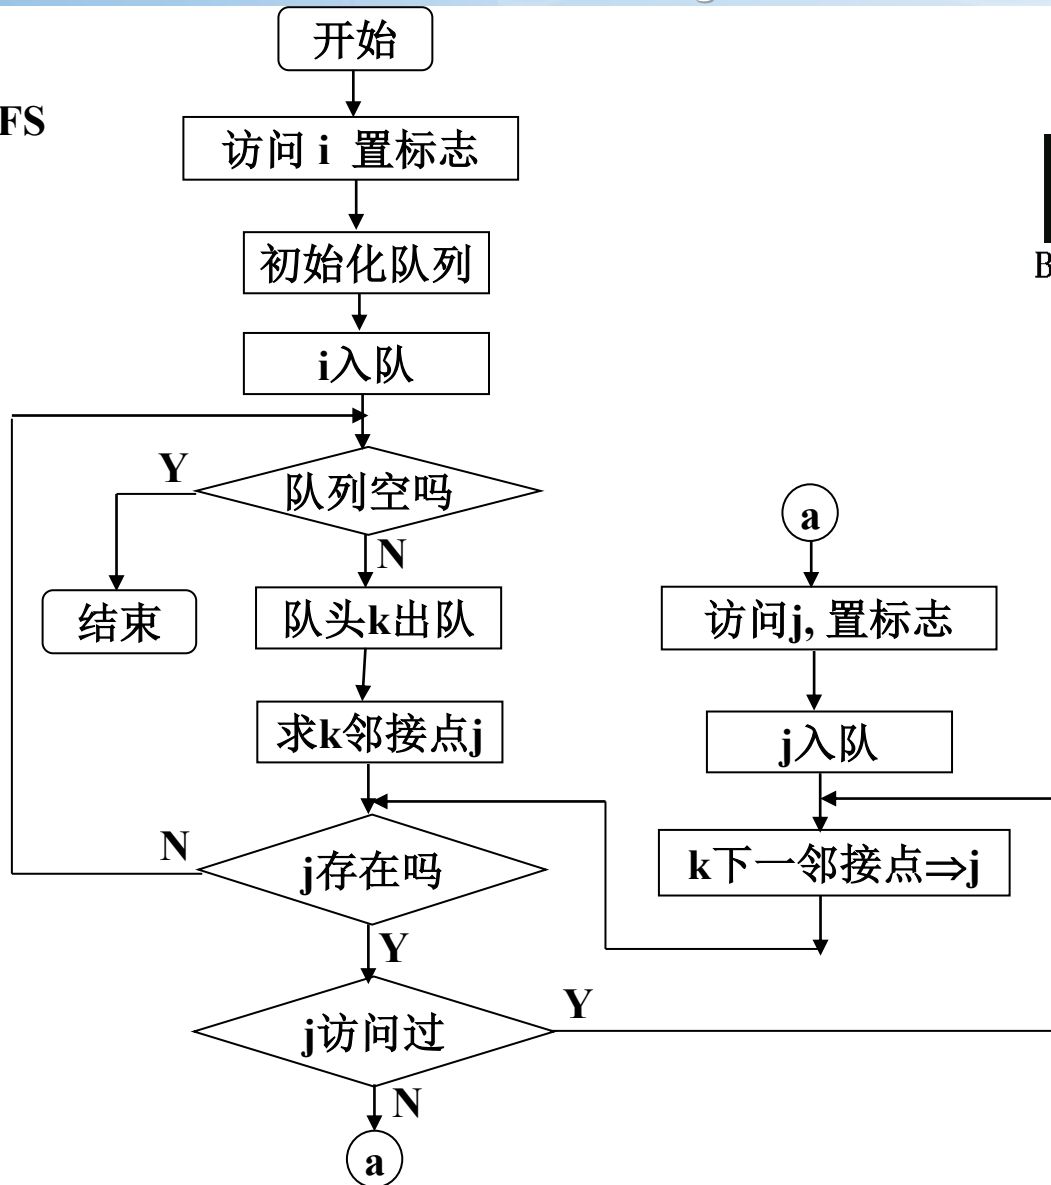 开始
FS
访问 i 置标志
初始化队列
i入队
Y
队列空吗
N
结束
队头k出队
求k邻接点j
N
j存在吗
Y
j访问过
Y
N
a
a
访问j, 置标志
j入队
k下一邻接点⇒j
B